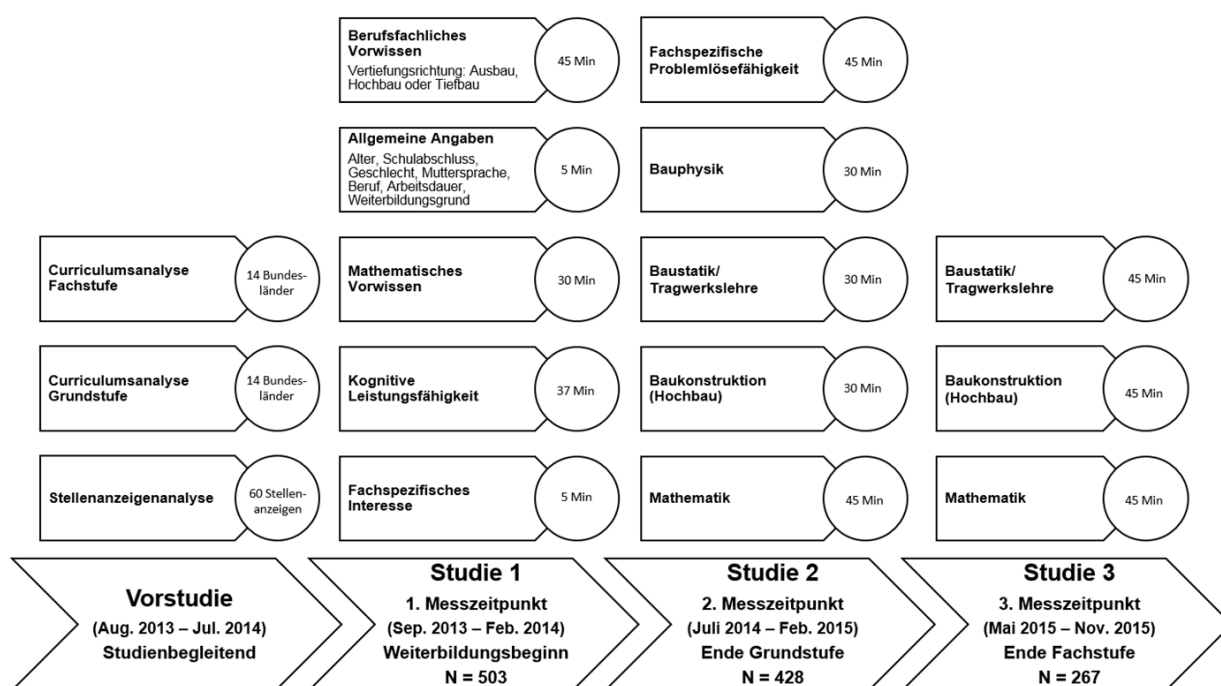 Berufsfachliches
Vorwissen
Vertiefungsrichtung: Ausbau,
Hochbau oder Tiefbau
45 Min
Fachspezifische
Problemlösefähigkeit
45 Min
Allgemeine Angaben
Alter, Schulabschluss,
Geschlecht, Muttersprache,
Beruf, Arbeitsdauer,
Weiterbildungsgrund
5 Min
Bauphysik
30 Min
Curriculumsanalyse
Fachstufe
14 Bundes-
länder
Mathematisches
Vorwissen
30 Min
Baustatik/
Tragwerkslehre
30 Min
Baustatik/
Tragwerkslehre
45 Min
Curriculumsanalyse
Grundstufe
14 Bundes-
länder
Kognitive
Leistungsfähigkeit
37 Min
Baukonstruktion
(Hochbau)
30 Min
Baukonstruktion
(Hochbau)
45 Min
Stellenanzeigenanalyse
60 Stellen-
anzeigen
Fachspezifisches
Interesse
5 Min
Mathematik
45 Min
Mathematik
45 Min
Vorstudie
(Aug. 2013 – Jul. 2014)
Studienbegleitend
Studie 1
1. Messzeitpunkt
(Sep. 2013 – Feb. 2014)
Weiterbildungsbeginn
N = 503
Studie 2
2. Messzeitpunkt
(Juli 2014 – Feb. 2015)
Ende Grundstufe
N = 428
Studie 3
3. Messzeitpunkt
(Mai 2015 – Nov. 2015)
Ende Fachstufe
N = 267